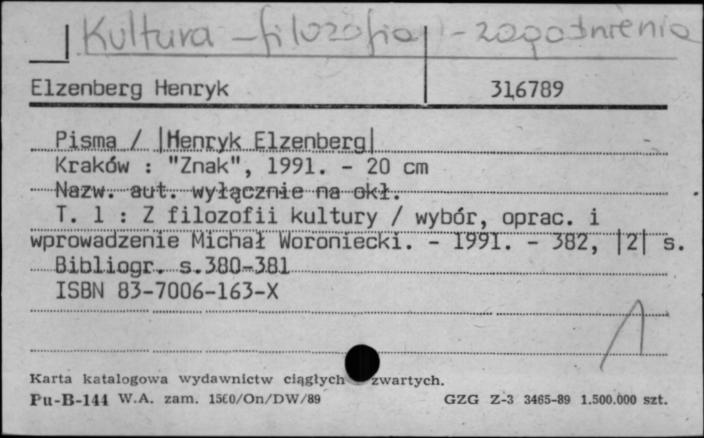 Kultura – filozofia – zagadnienia
Elzenberg Henryk 316789
Pisma / |Henryk Elzenberg|
Kraków : "Znak", 1991. - 20 cm
Nazw. aut. wyłącznie na okł.
T. 1 : Z filozofii kultury / wybór, oprac. i
wprowadzenie Michał Woroniecki. - 1991. - 382, |2| s.
Bibliogr. s.380-381
ISBN 83-7006-163-X
Karta katalogowa wydawnictw ciągłych zwartych.
Pu-B-144 W.A. zam. 1560/On/DW/89 GZG Z-3 3465-89 1.500.000 szt.